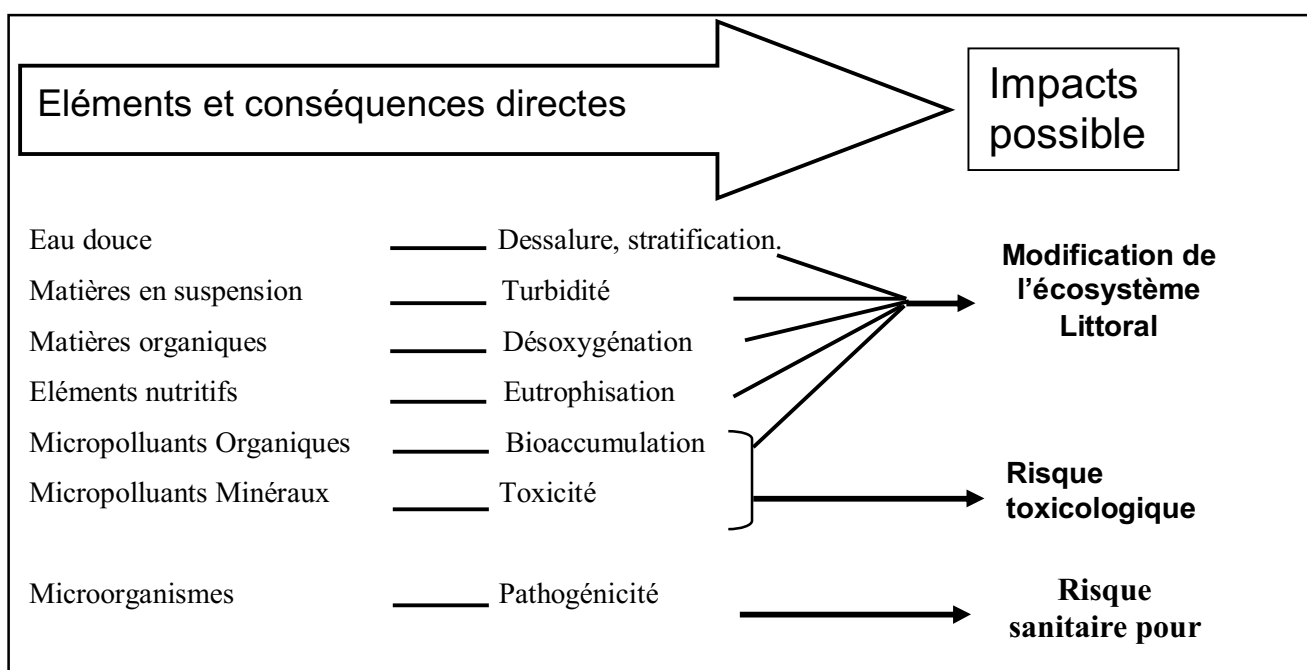 Eléments et conséquences directes
Impacts
possible
Eau douce Dessalure, stratification.
Matières en suspension Turbidité
Matières organiques Désoxygénation
Eléments nutritifs Eutrophisation
Micropolluants Organiques Bioaccumulation
Micropolluants Minéraux Toxicité
Microorganismes Pathogénicité
Modification de
l'écosystème
Littoral
Risque
toxicologique
Risque
sanitaire pour